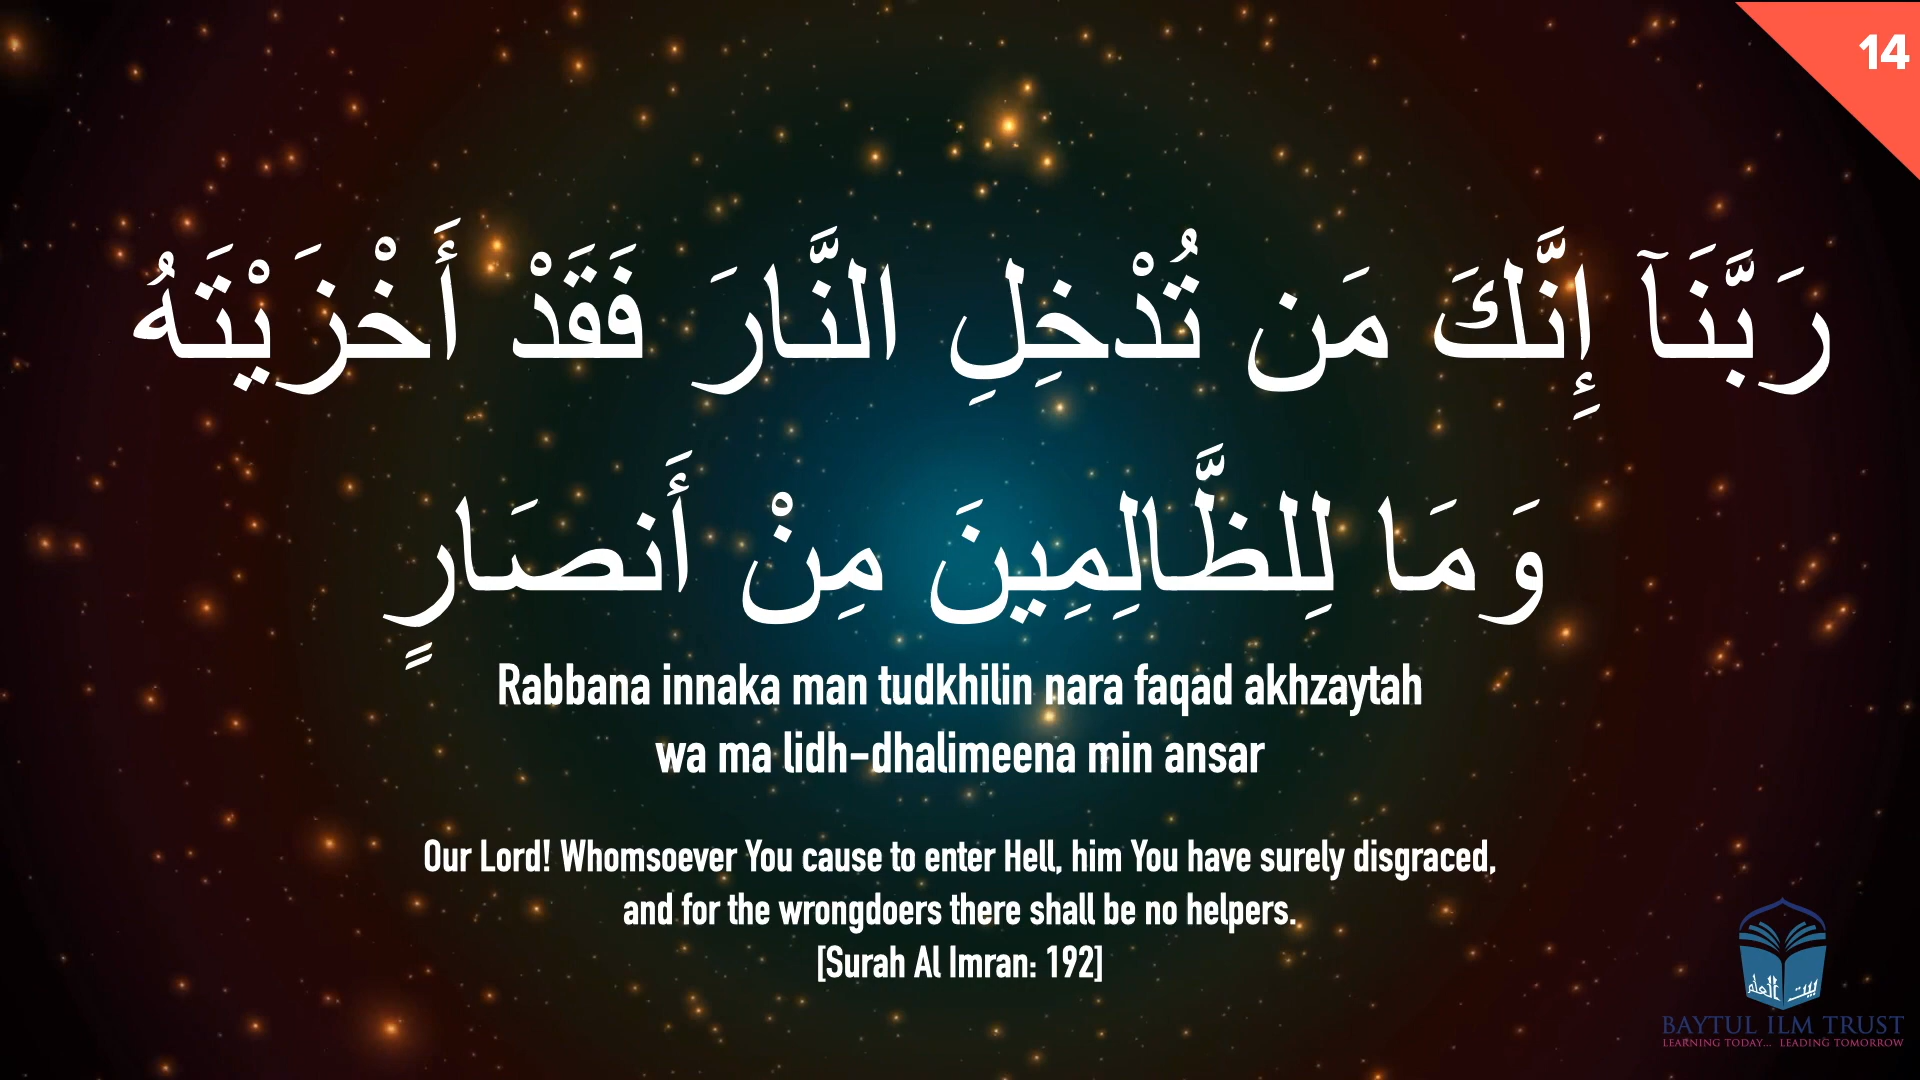 14
رَبَّنَآ إِنَّكَ مَن تُدْخِلِ النَّارَ فَقَدْ أَخْزَيْتَهُ
وَمَا لِلظَّالِمِينَ مِنْ أَنصَارٍ
Rabbana innaka man tudkhilin nara faqad akhzaytah
wa ma lidh-dhalimeena min ansar
Our Lord! Whomsoever You cause to enter Hell, him You have surely disgraced,
and for the wrongdoers there shall be no helpers.
[Surah Al Imran: 192]
بيت العلم
BAYTUL ILM TRUST
LEARNING TODAY... LEADING TOMORROW